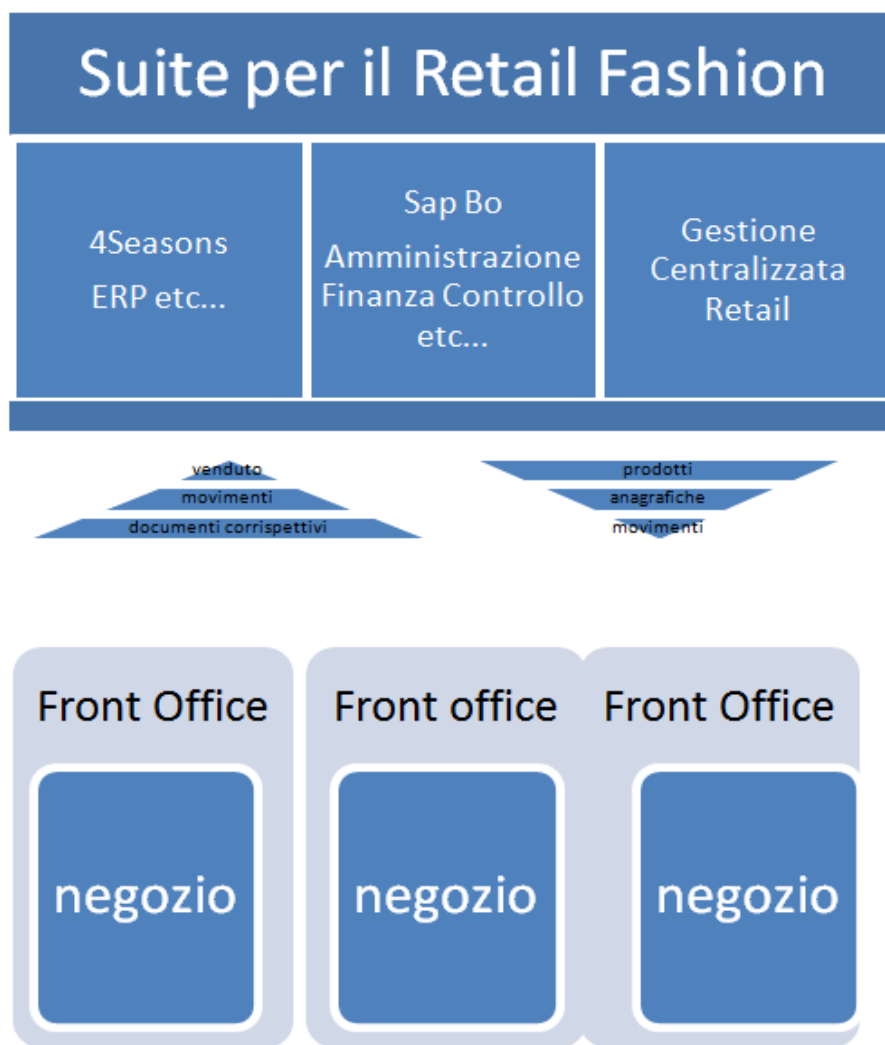 Suite per il Retail Fashion
4Seasons
ERP etc...
Sap Bo
Amministrazione
Finanza Controllo
etc...
Gestione
Centralizzata
Retail
venduto
movimenti
documenti corrispettivi
prodotti
anagrafiche
movimenti
Front Office
Front office
Front Office
negozio
negozio
negozio